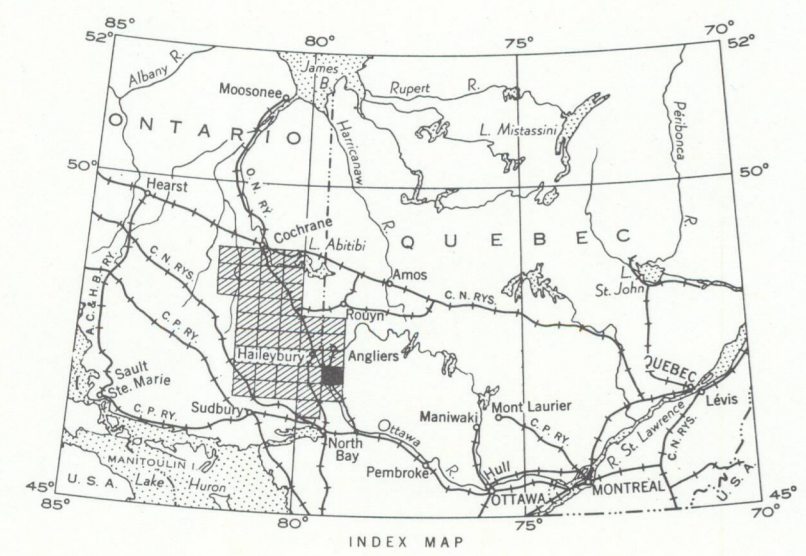 85°
52°
80°
75°
70°
52°
Albany R.
Moosonee
James
B.
Rupert R.
L. Mistassini
Péribonca
R.
ONTARIO
Harricanaw
R.
50°
50°
Hearst
O. N. RY.
Cochrane
L. Abitibi
QUEBEC
L.
St. John
C. N. RYS.
Amos
C. N. RYS.
A. C. & H. B. RY.
C. P. RY.
Rouyn
Haileybury
Angliers
Sault
Ste. Marie
QUEBEC
Lévis
C. P. RY.
Sudbury
Maniwaki
Mont Laurier
C. P. RY
R. St. Lawrence
C. N. RYS.
North
Bay
Ottawa
R.
Pembroke
Hull
OTTAWA
MONTREAL
MANITOULIN I.
U. S. A.
Lake Huron
U. S. A.
45°
85°
80°
75°
45°
70°
INDEX MAP